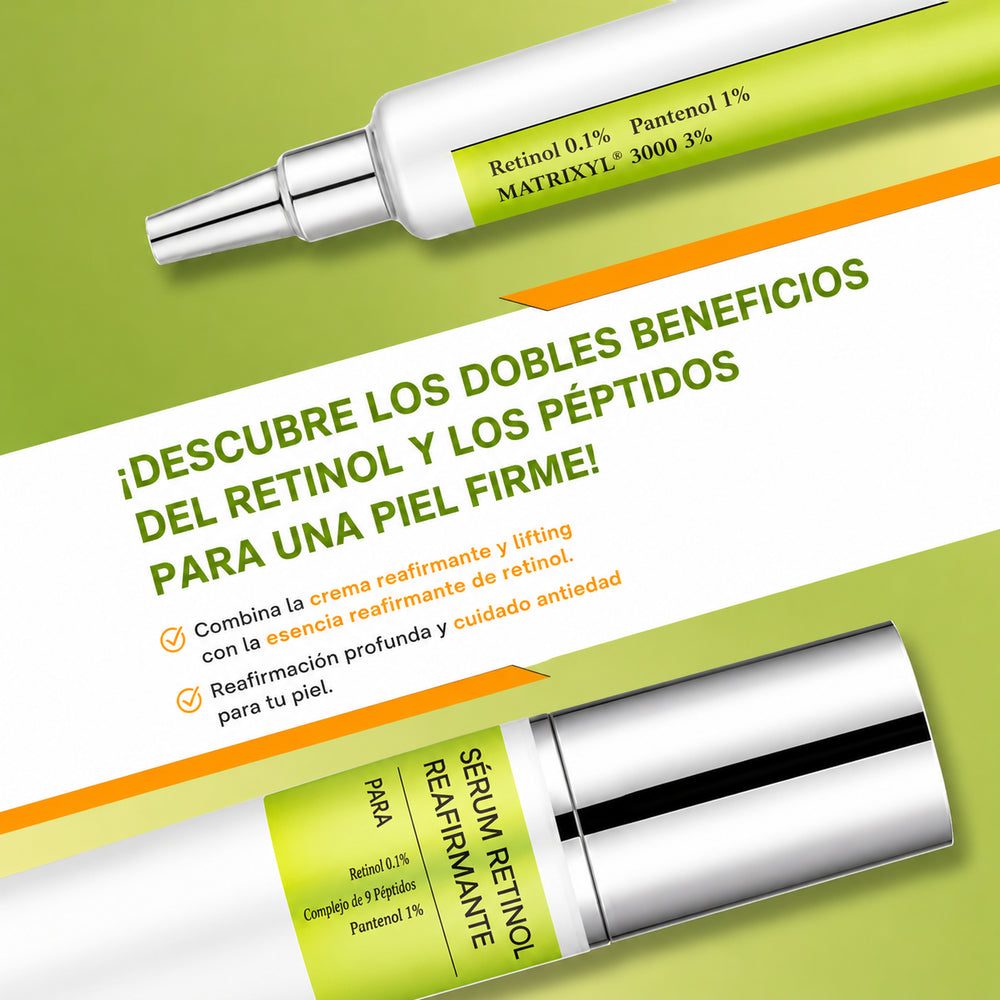 Retinol 0.1% Pantenol 1%
MATRIXYL® 3000 3%
¡DESCUBRE LOS DOBLES BENEFICIOS
DEL RETINOL Y LOS PÉPTIDOS
PARA UNA PIEL FIRME!
Combina la crema reafirmante y lifting
con la esencia reafirmante de retinol.
Reafirmación profunda y cuidado antiedad
para tu piel.
SÉRUM RETINOL
REAFIRMANTE
PARA
Retinol 0.1%
Complejo de 9 Péptidos
Pantenol 1%